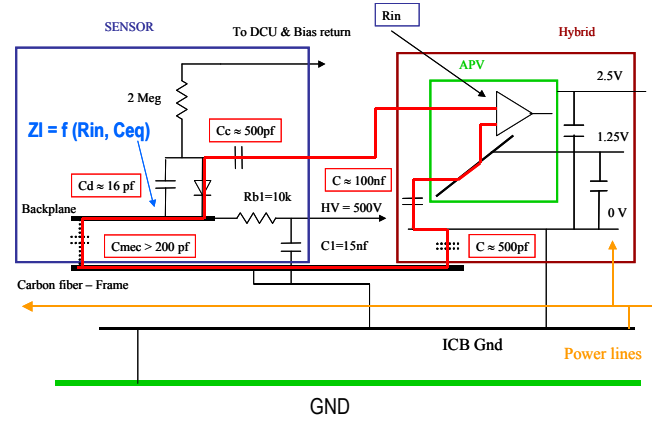 SENSOR
To DCU & Bias return
Rin
Hybrid
APV
2.5V
2 Meg
ZI = f (Rin, Ceq)
Cc ≈ 500pf
1.25V
Cd ≈ 16 pf
C ≈ 100nf
Rb1=10k
Backplane
HV = 500V
0 V
Cmec > 200 pf
C1=15nf
C ≈ 500pf
Carbon fiber – Frame
ICB Gnd
Power lines
GND